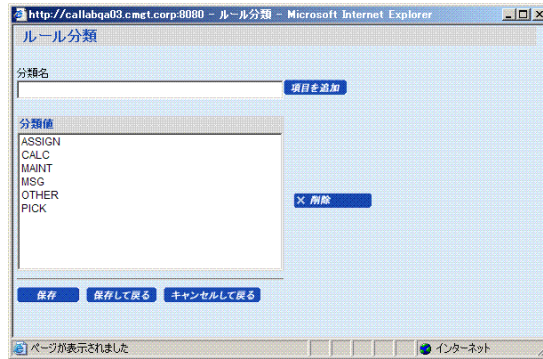 http://callabqa03.cmgt.corp:8080 - ルール分類 - Microsoft Internet Explorer
ルール分類
分類名
項目を追加
分類値
ASSIGN
CALC
MAINT
MSG
OTHER
PICK
× 削除
保存 保存して戻る キャンセルして戻る
ページが表示されました インターネット